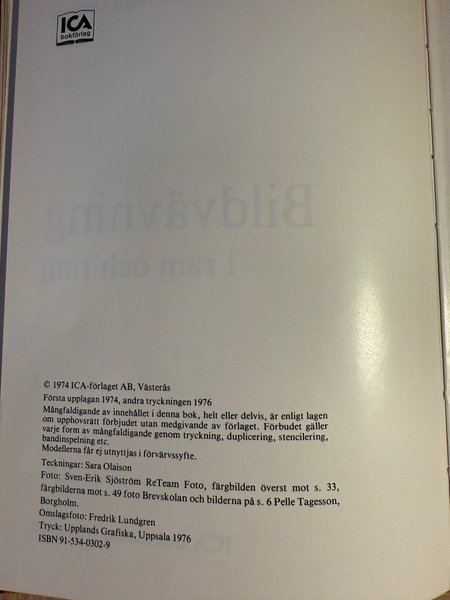 ICA
bokförlag
Bildvävning
i ram och ring
© 1974 ICA-förlaget AB, Västerås
Första upplagan 1974, andra tryckningen 1976
Mångfaldigande av innehållet i denna bok, helt eller delvis, är enligt lagen
om upphovsrätt förbjudet utan medgivande av förlaget. Förbudet gäller
varje form av mångfaldigande genom tryckning, duplicering, stencilering,
bandinspelning etc.
Modellerna får ej utnyttjas i förvärvssyfte.
Teckningar: Sara Olaison
Foto: Sven-Erik Sjöström ReTeam Foto, färgbilden överst mot s. 33,
färgbilderna mot s. 49 foto Brevskolan och bilderna på s. 6 Pelle Tagesson,
Borgholm.
Omslagsfoto: Fredrik Lundgren
Tryck: Upplands Grafiska, Uppsala 1976
ISBN 91-534-0302-9